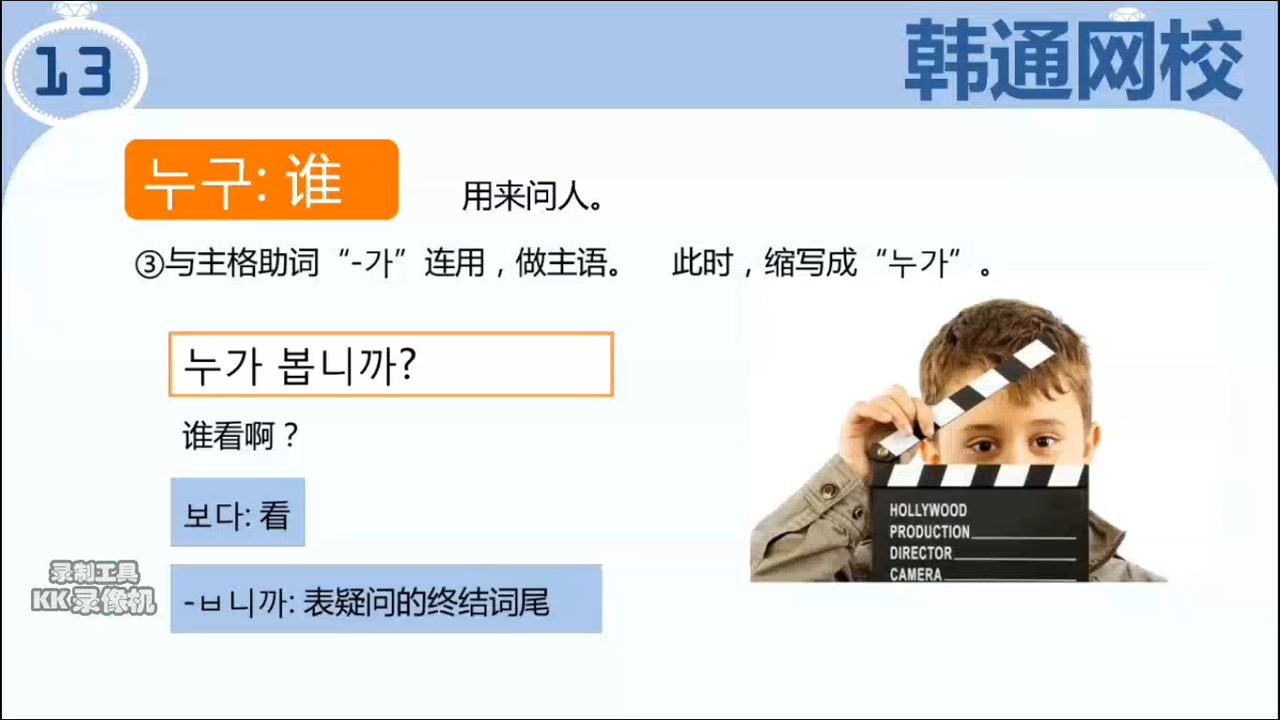 13
韩通网校
누구: 谁
用来问人。
③与主格助词“-가”连用，做主语。 此时，缩写成“누가”。
누가 봅니까?
谁看啊？
보다: 看
-ㅂ니까: 表疑问的终结词尾
HOLLYWOOD
PRODUCTION
DIRECTOR
CAMERA
录制工具
KK录像机